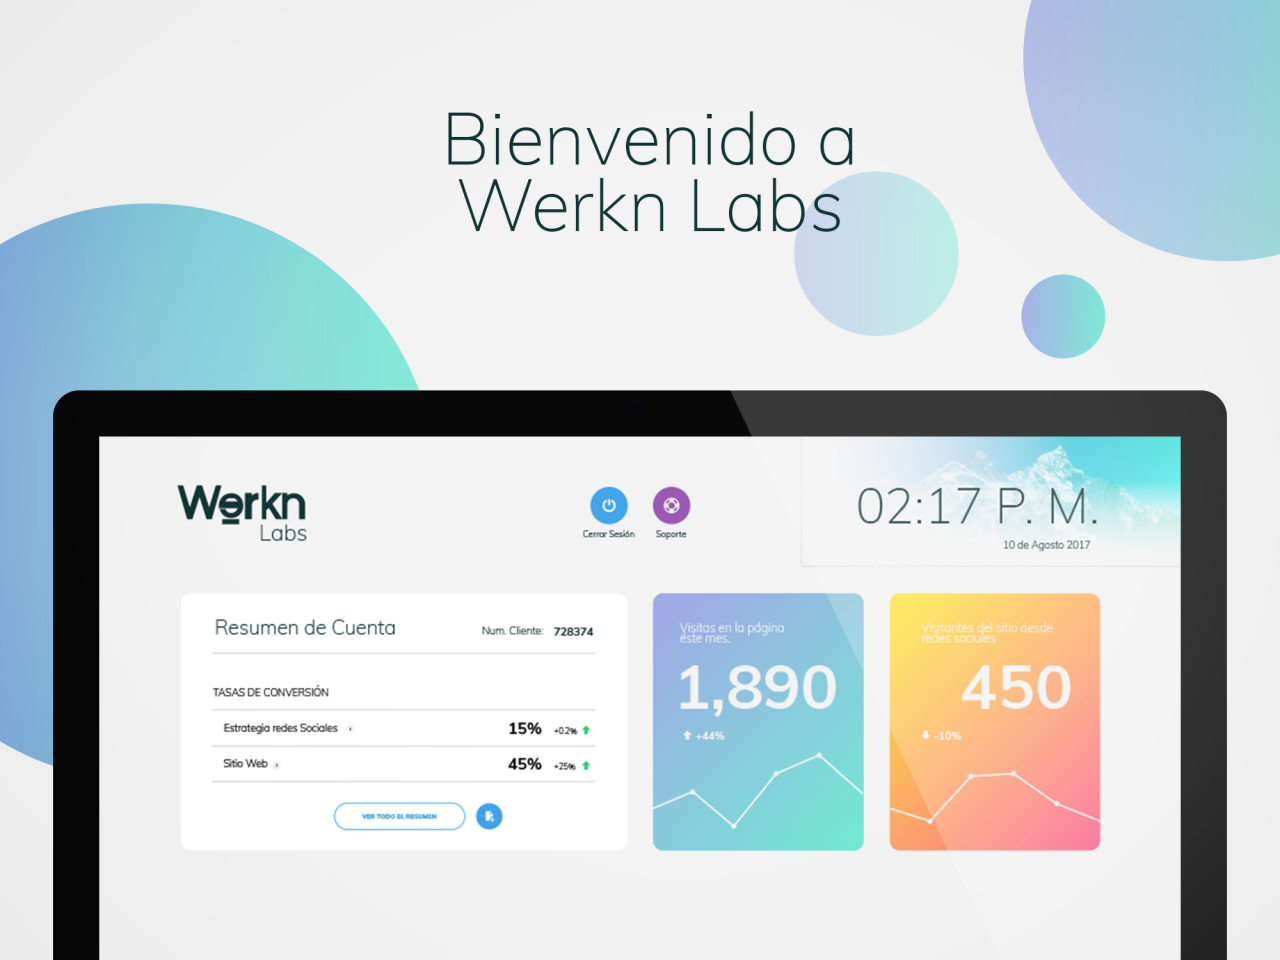 Bienvenido a
Werkn Labs
Werkn
Labs
Cerrar Sesión
Soporte
02:17 P. M.
10 de Agosto 2017
Resumen de Cuenta
Num. Cliente: 728374
TASAS DE CONVERSIÓN
Estrategia redes Sociales 15% +0.2%
Sitio Web 45% +25%
VER TODO EL RESUMEN
Visitas en la página
éste mes.
1,890
+44%
Visitantes del sitio desde
redes sociales
450
-10%